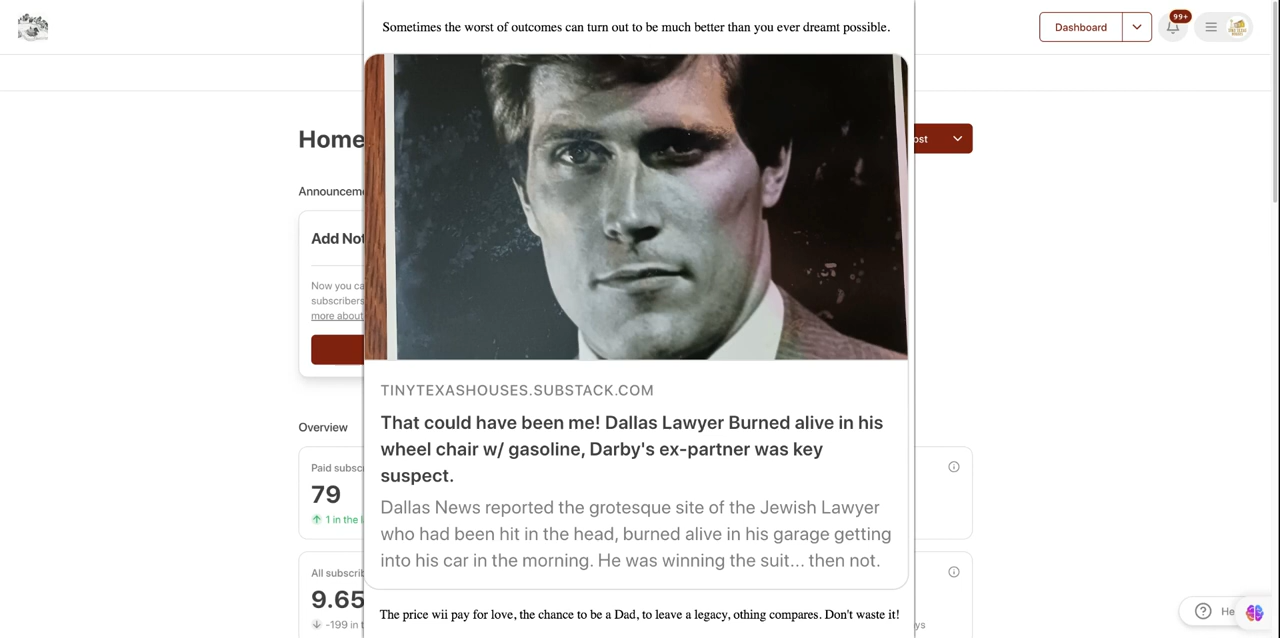 Sometimes the worst of outcomes can turn out to be much better than you ever dreamt possible.
Dashboard
99+
Home
ost
Announceme
Add Not
Now you ca
subscribers
more about
TINYTEXASHOUSES.SUBSTACK.COM
That could have been me! Dallas Lawyer Burned alive in his
wheel chair w/ gasoline, Darby's ex-partner was key
suspect.
Dallas News reported the grotesque site of the Jewish Lawyer
who had been hit in the head, burned alive in his garage getting
into his car in the morning. He was winning the suit... then not.
Overview
Paid subsc
79
1 in the l
All subscrib
9.65
-199 in t
ys
He
The price wii pay for love, the chance to be a Dad, to leave a legacy, othing compares. Don't waste it!